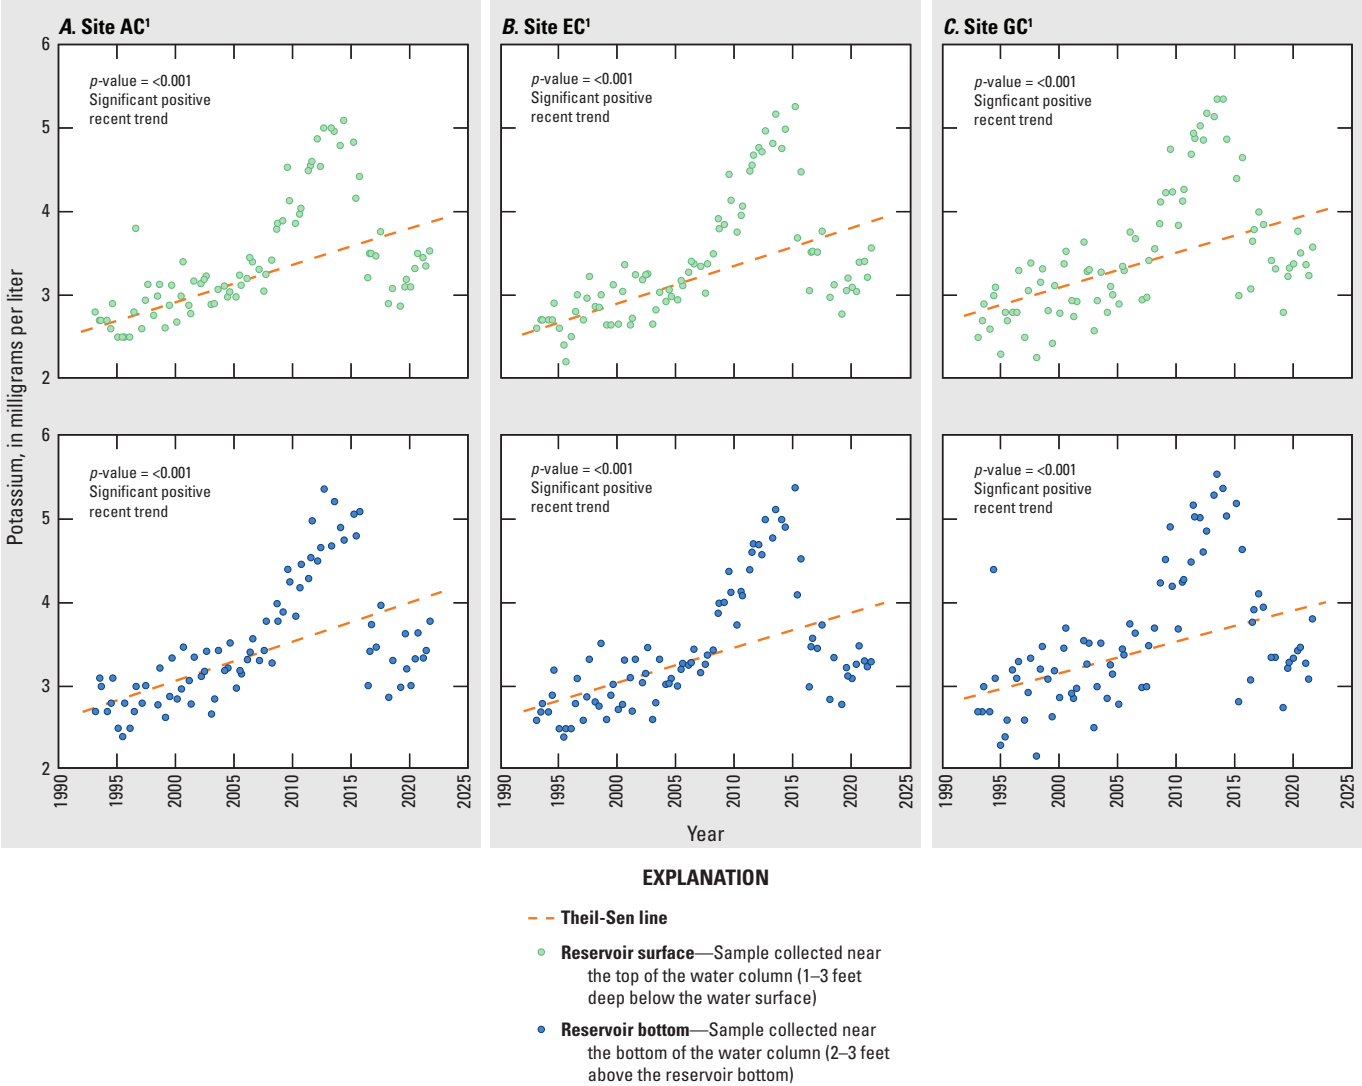 A. Site AC¹
B. Site EC¹
C. Site GC¹
Potassium, in milligrams per liter
6
5
4
3
2
p-value = <0.001
Significant positive
recent trend
p-value = <0.001
Significant positive
recent trend
p-value = <0.001
Signficant positive
recent trend
6
5
4
3
2
p-value = <0.001
Significant positive
recent trend
p-value = <0.001
Significant positive
recent trend
p-value = <0.001
Signficant positive
recent trend
1990 1995 2000 2005 2010 2015 2020 2025
1990 1995 2000 2005 2010 2015 2020 2025
1990 1995 2000 2005 2010 2015 2020 2025
Year
EXPLANATION
Theil-Sen line
Reservoir surface—Sample collected near
the top of the water column (1–3 feet
deep below the water surface)
Reservoir bottom—Sample collected near
the bottom of the water column (2–3 feet
above the reservoir bottom)